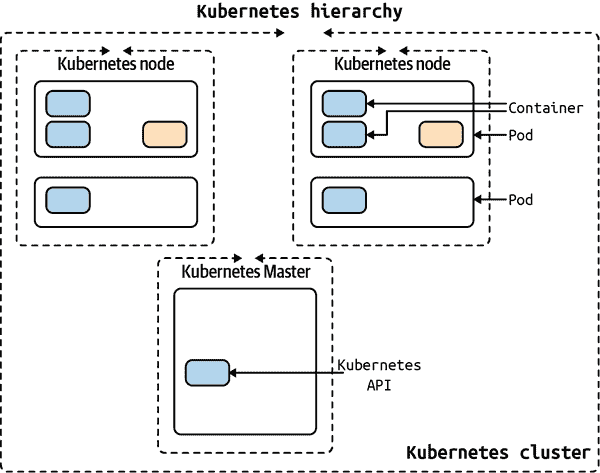 Kubernetes hierarchy
Kubernetes node
Kubernetes node
Container
Pod
Pod
Kubernetes Master
Kubernetes
API
Kubernetes cluster